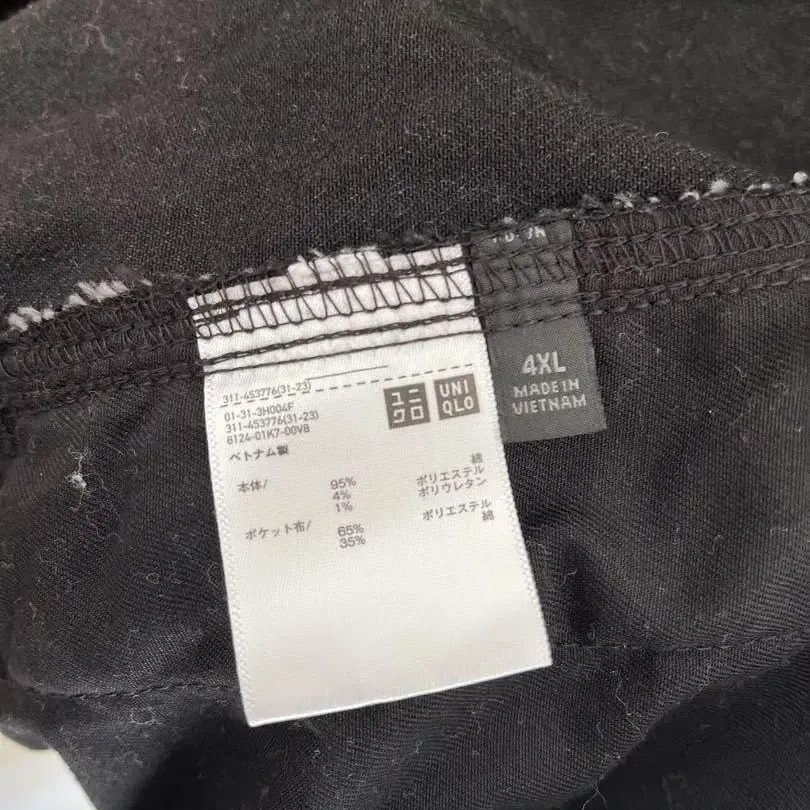 311-453776(31-23)
01-31-3H004F
311-453776(31-23)
8124-01K7-00V8
ベトナム製
本体/ 95% 綿
4% ポリエステル
1% ポリウレタン
ポケット布/ 65% ポリエステル
35% 綿
ユニ
クロ
UNI
QLO
4XL
MADE IN
VIETNAM